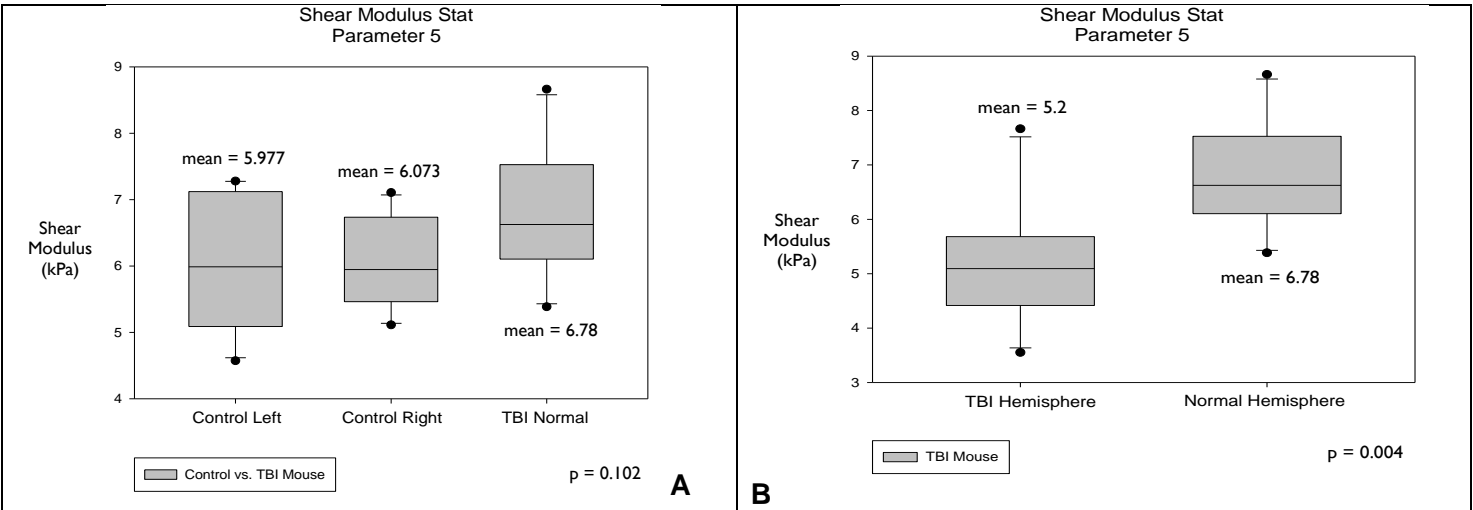 Shear Modulus Stat
Parameter 5
9
8
7
6
5
4
Shear
Modulus
(kPa)
mean = 5.977
mean = 6.073
mean = 6.78
Control Left
Control Right
TBI Normal
Control vs. TBI Mouse
p = 0.102
A
Shear Modulus Stat
Parameter 5
9
8
7
6
5
4
3
Shear
Modulus
(kPa)
mean = 5.2
mean = 6.78
TBI Hemisphere
Normal Hemisphere
TBI Mouse
p = 0.004
B